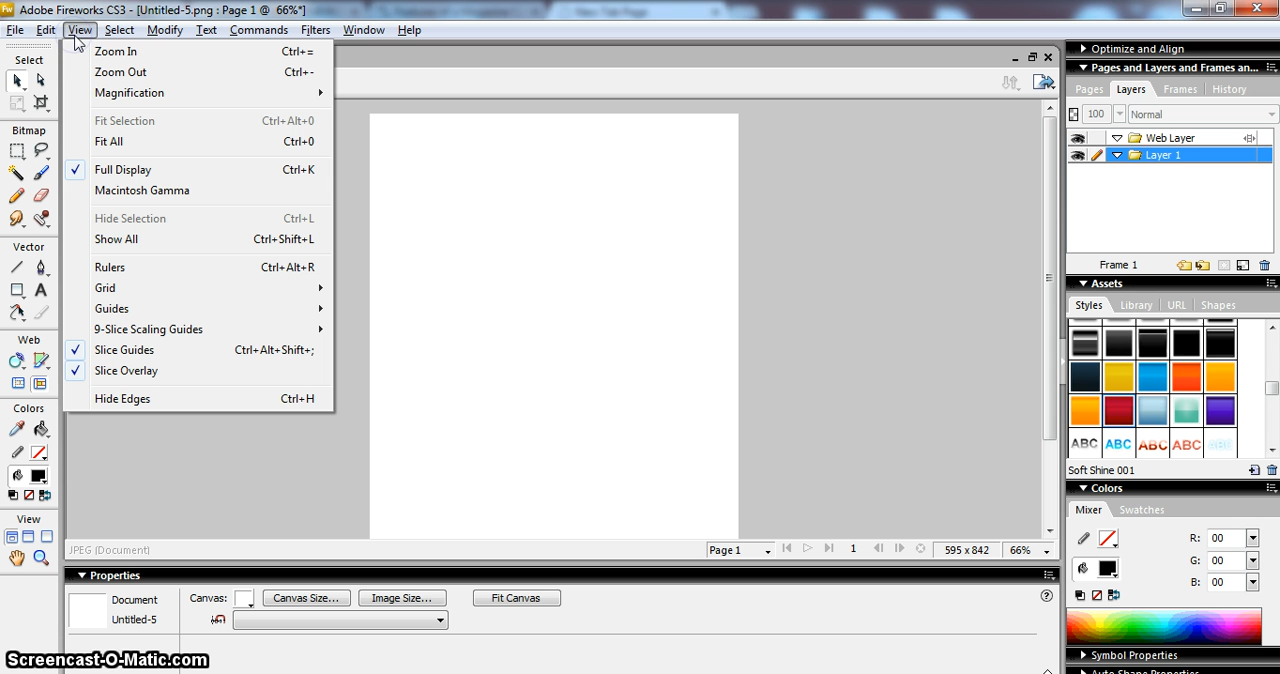 Fw Adobe Fireworks CS3 - [Untitled-5.png : Page 1 @ 66%*]
File Edit View Select Modify Text Commands Filters Window Help
Select
Bitmap
Vector
A
Web
Colors
View
Zoom In Ctrl+=
Zoom Out Ctrl+-
Magnification
Fit Selection Ctrl+Alt+0
Fit All Ctrl+0
Full Display Ctrl+K
Macintosh Gamma
Hide Selection Ctrl+L
Show All Ctrl+Shift+L
Rulers Ctrl+Alt+R
Grid
Guides
9-Slice Scaling Guides
Slice Guides Ctrl+Alt+Shift+;
Slice Overlay
Hide Edges Ctrl+H
JPEG (Document) Page 1 1 595 x 842 66%
Properties
Document
Untitled-5
Canvas: Canvas Size... Image Size... Fit Canvas
Optimize and Align
Pages and Layers and Frames an...
Pages Layers Frames History
100 Normal
Web Layer
Layer 1
Frame 1
Assets
Styles Library URL Shapes
ABC ABC ABC ABC ABC
Soft Shine 001
Colors
Mixer Swatches
R: 00
G: 00
B: 00
Symbol Properties
Auto Shape Properties
Screencast-O-Matic.com